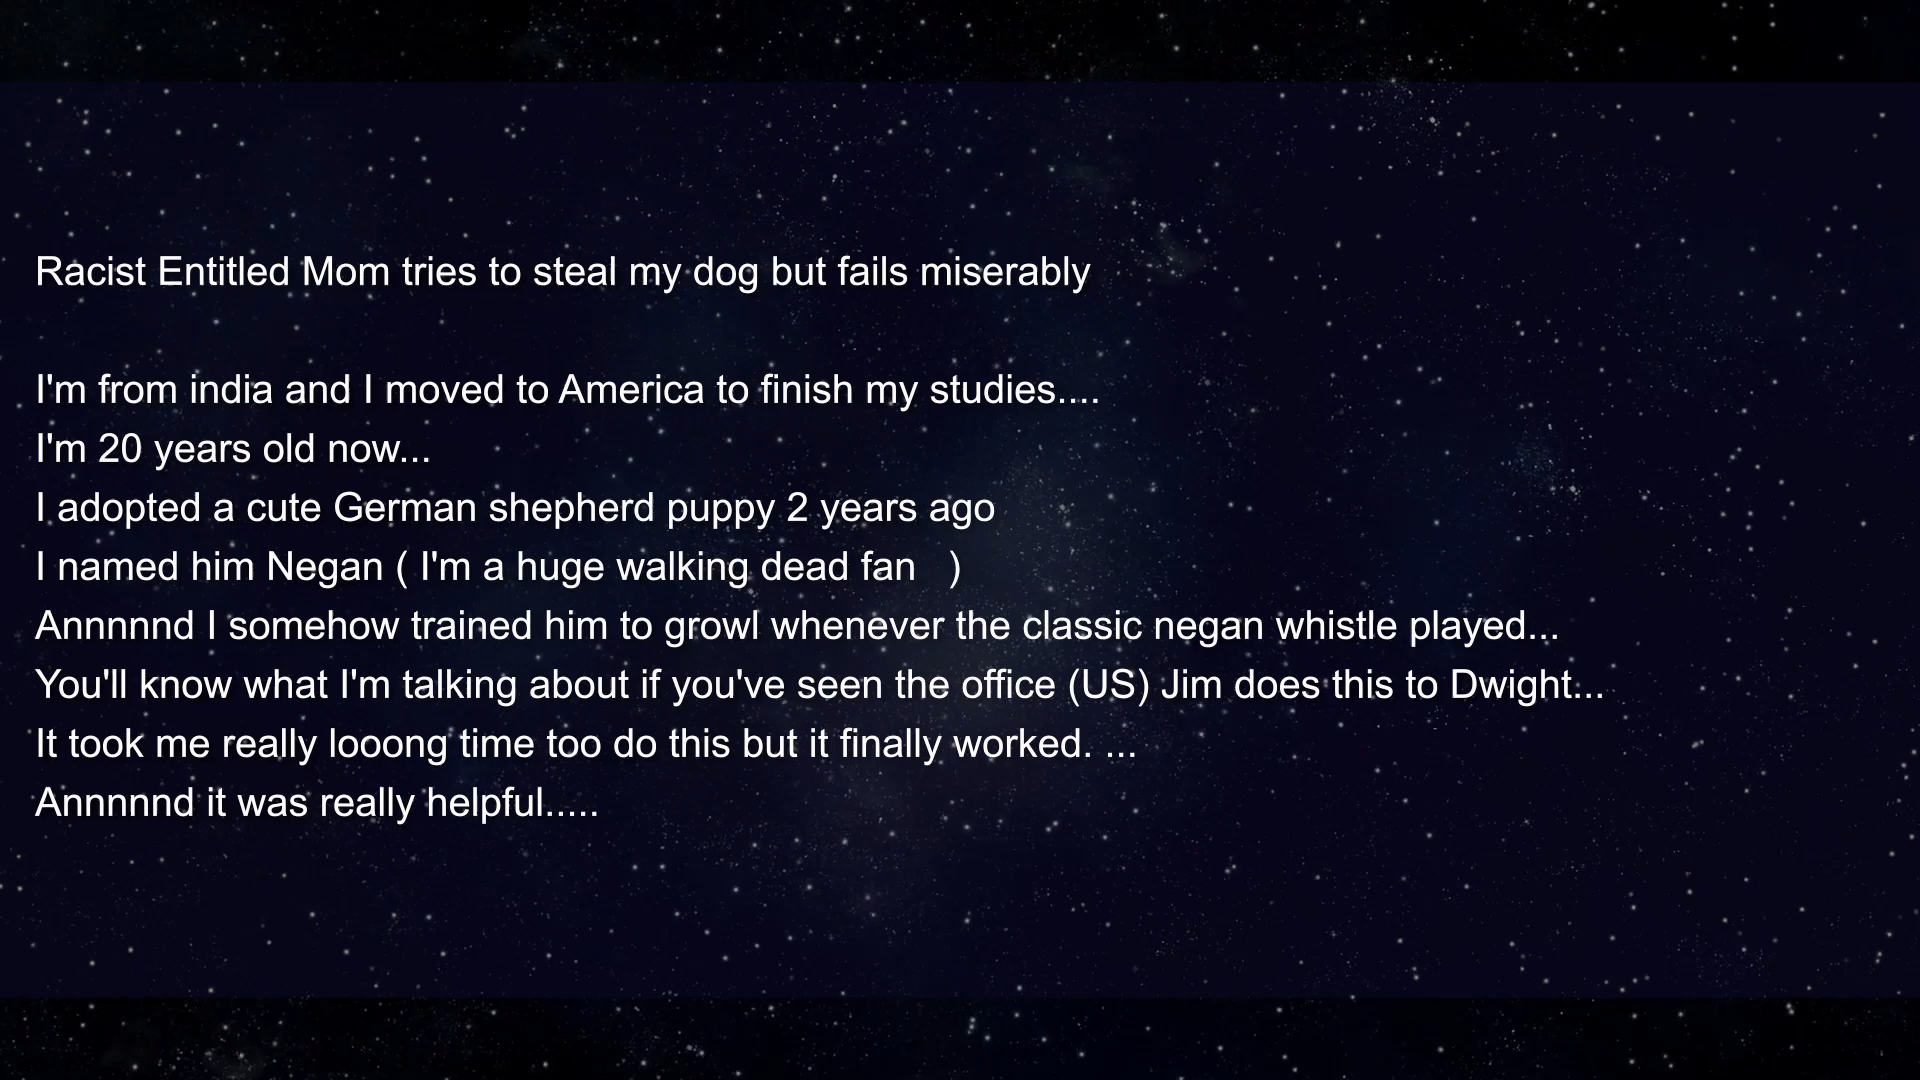 Racist Entitled Mom tries to steal my dog but fails miserably
I'm from india and I moved to America to finish my studies....
I'm 20 years old now...
I adopted a cute German shepherd puppy 2 years ago
I named him Negan ( I'm a huge walking dead fan   )
Annnnnd I somehow trained him to growl whenever the classic negan whistle played...
You'll know what I'm talking about if you've seen the office (US) Jim does this to Dwight...
It took me really looong time too do this but it finally worked. ...
Annnnnd it was really helpful.....